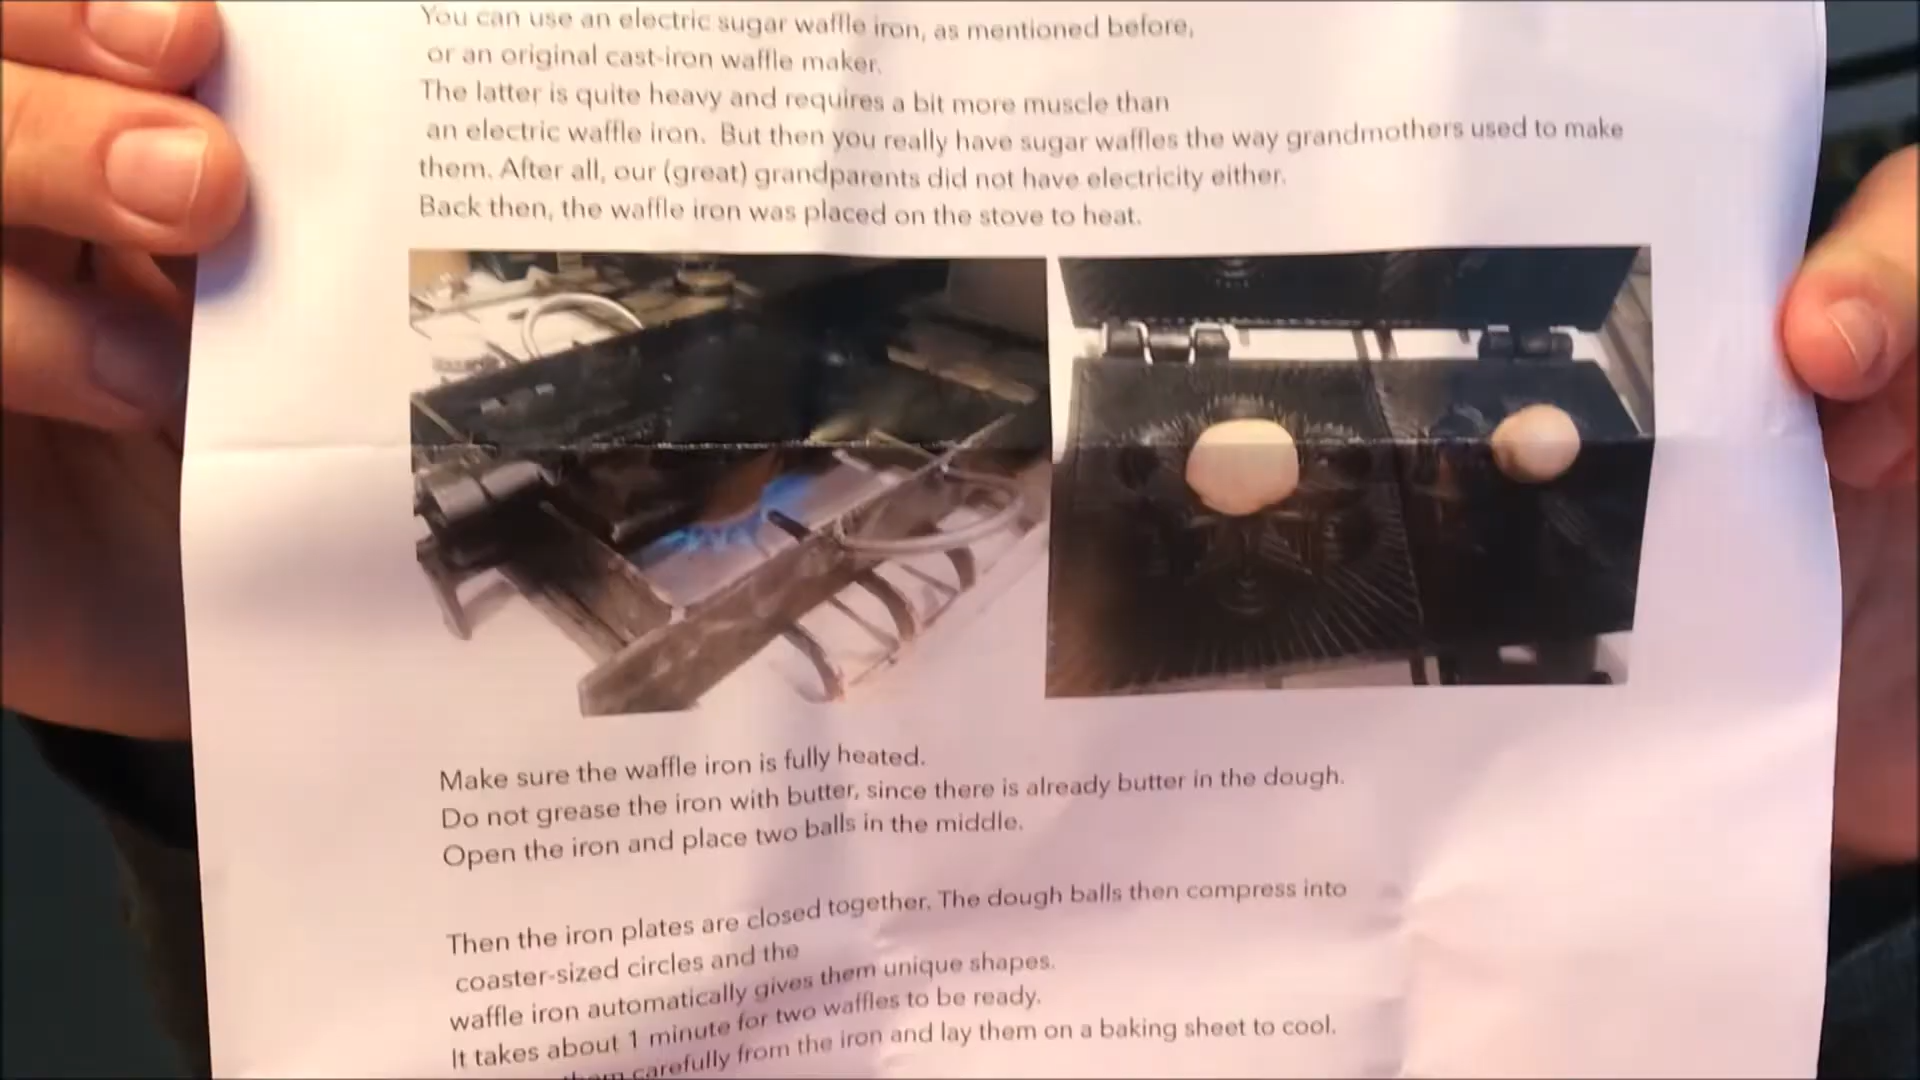 You can use an electric sugar waffle iron, as mentioned before,
or an original cast-iron waffle maker.
The latter is quite heavy and requires a bit more muscle than
an electric waffle iron. But then you really have sugar waffles the way grandmothers used to make
them. After all, our (great) grandparents did not have electricity either.
Back then, the waffle iron was placed on the stove to heat.
Make sure the waffle iron is fully heated.
Do not grease the iron with butter, since there is already butter in the dough.
Open the iron and place two balls in the middle.
Then the iron plates are closed together. The dough balls then compress into
coaster-sized circles and the
waffle iron automatically gives them unique shapes.
It takes about 1 minute for two waffles to be ready.
them carefully from the iron and lay them on a baking sheet to cool.